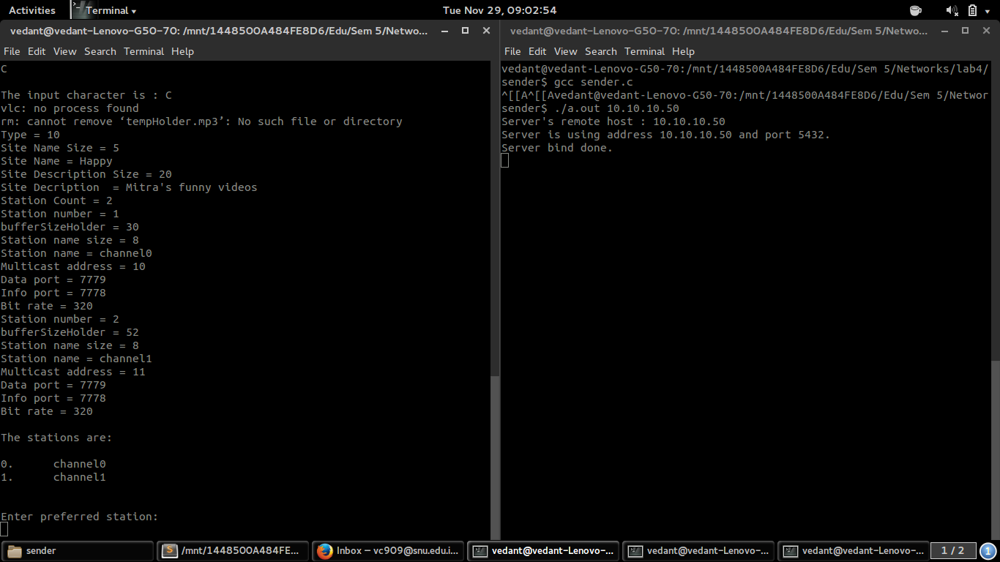 Activities Terminal Tue Nov 29, 09:02:54
vedant@vedant-Lenovo-G50-70: /mnt/1448500A484FE8D6/Edu/Sem 5/Netwo...
File Edit View Search Terminal Help
C
The input character is : C
vlc: no process found
rm: cannot remove ‘tempHolder.mp3’: No such file or directory
Type = 10
Site Name Size = 5
Site Name = Happy
Site Description Size = 20
Site Decription  = Mitra's funny videos
Station Count = 2
Station number = 1
bufferSizeHolder = 30
Station name size = 8
Station name = channel0
Multicast address = 10
Data port = 7779
Info port = 7778
Bit rate = 320
Station number = 2
bufferSizeHolder = 52
Station name size = 8
Station name = channel1
Multicast address = 11
Data port = 7779
Info port = 7778
Bit rate = 320
The stations are:
0. channel0
1. channel1
Enter preferred station:
vedant@vedant-Lenovo-G50-70: /mnt/1448500A484FE8D6/Edu/Sem 5/Netwo...
File Edit View Search Terminal Help
vedant@vedant-Lenovo-G50-70:/mnt/1448500A484FE8D6/Edu/Sem 5/Networks/lab4/
sender$ gcc sender.c
^[[A^[[Avedant@vedant-Lenovo-G50-70:/mnt/1448500A484FE8D6/Edu/Sem 5/Networ
sender$ ./a.out 10.10.10.50
Server's remote host : 10.10.10.50
Server is using address 10.10.10.50 and port 5432.
Server bind done.
sender /mnt/1448500A484FE... Inbox – vc909@snu.edu.i... vedant@vedant-Lenovo-... vedant@vedant-Lenovo-... vedant@vedant-Lenovo-... 1 / 2 1